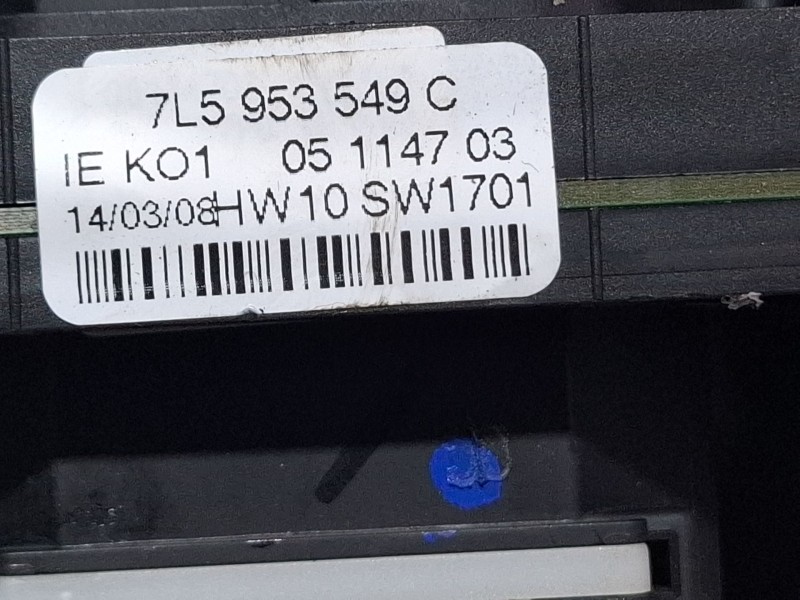 7L5 953 549 C
IE KO1 05 1147 03
14/03/08HW10 SW1701